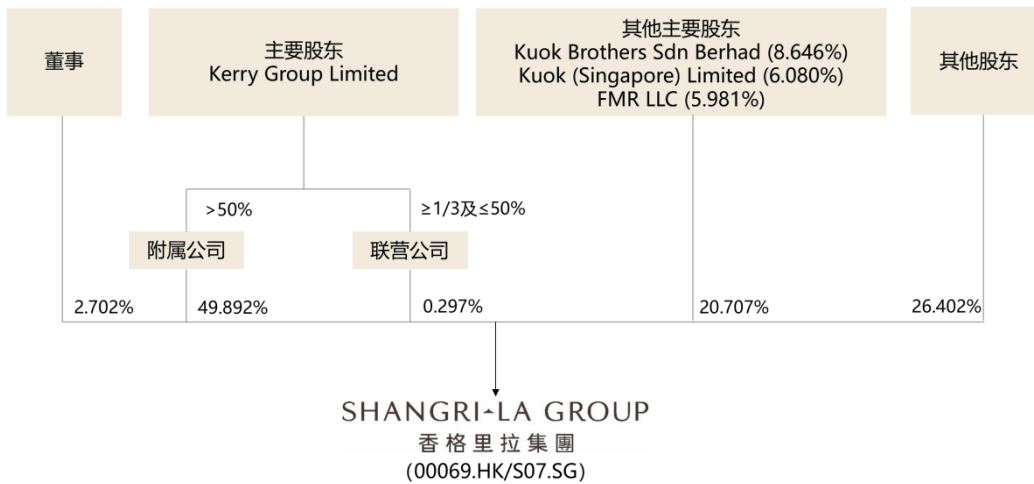 董事
主要股东
Kerry Group Limited
其他主要股东
Kuok Brothers Sdn Berhad (8.646%)
Kuok (Singapore) Limited (6.080%)
FMR LLC (5.981%)
其他股东
>50%
≥1/3及≤50%
附属公司
联营公司
2.702%
49.892%
0.297%
20.707%
26.402%
SHANGRI-LA GROUP
香格里拉集團
(00069.HK/S07.SG)